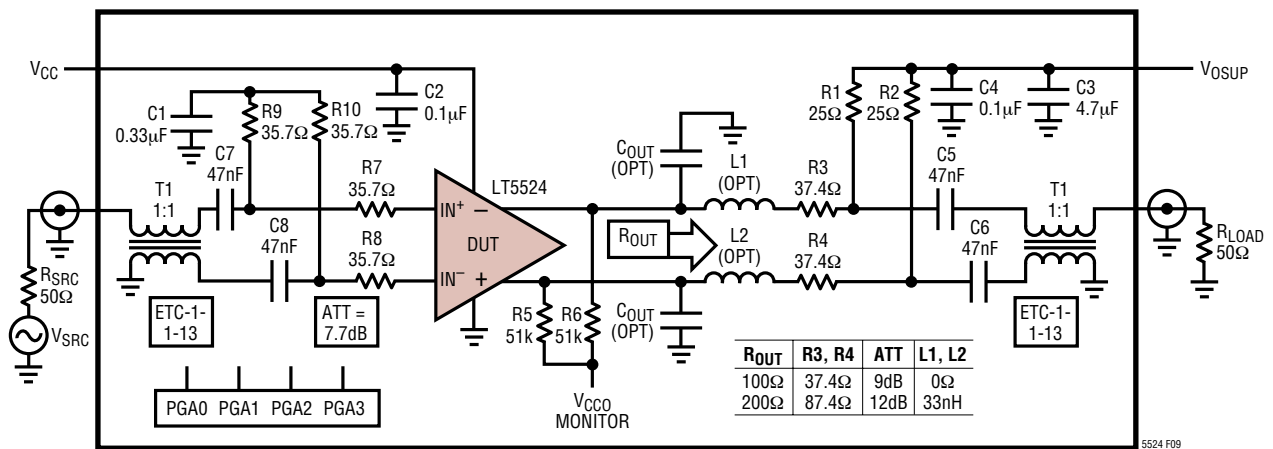 VCC
C1
0.33µF
R9
35.7Ω
R10
35.7Ω
C2
0.1µF
C7
47nF
T1
1:1
C8
47nF
R7
35.7Ω
R8
35.7Ω
RSRC
50Ω
VSRC
ETC-1-
1-13
ATT =
7.7dB
PGA0 PGA1 PGA2 PGA3
LT5524
IN+ –
DUT
IN– +
R5
51k
R6
51k
VCCO
MONITOR
COUT
(OPT)
L1
(OPT)
ROUT
L2
(OPT)
COUT
(OPT)
R3
37.4Ω
R4
37.4Ω
R1
25Ω
R2
25Ω
C4
0.1µF
C3
4.7µF
VOSUP
C5
47nF
C6
47nF
T1
1:1
RLOAD
50Ω
ETC-1-
1-13
ROUT R3, R4 ATT L1, L2
100Ω 37.4Ω 9dB 0Ω
200Ω 87.4Ω 12dB 33nH
5524 F09